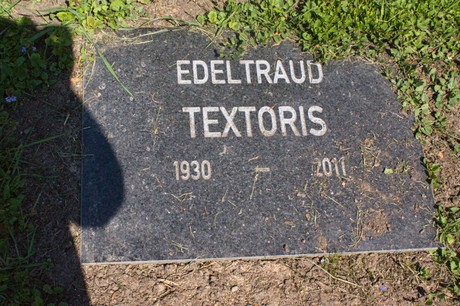 EDELTRAUD
TEXTORIS
1930 – 2011